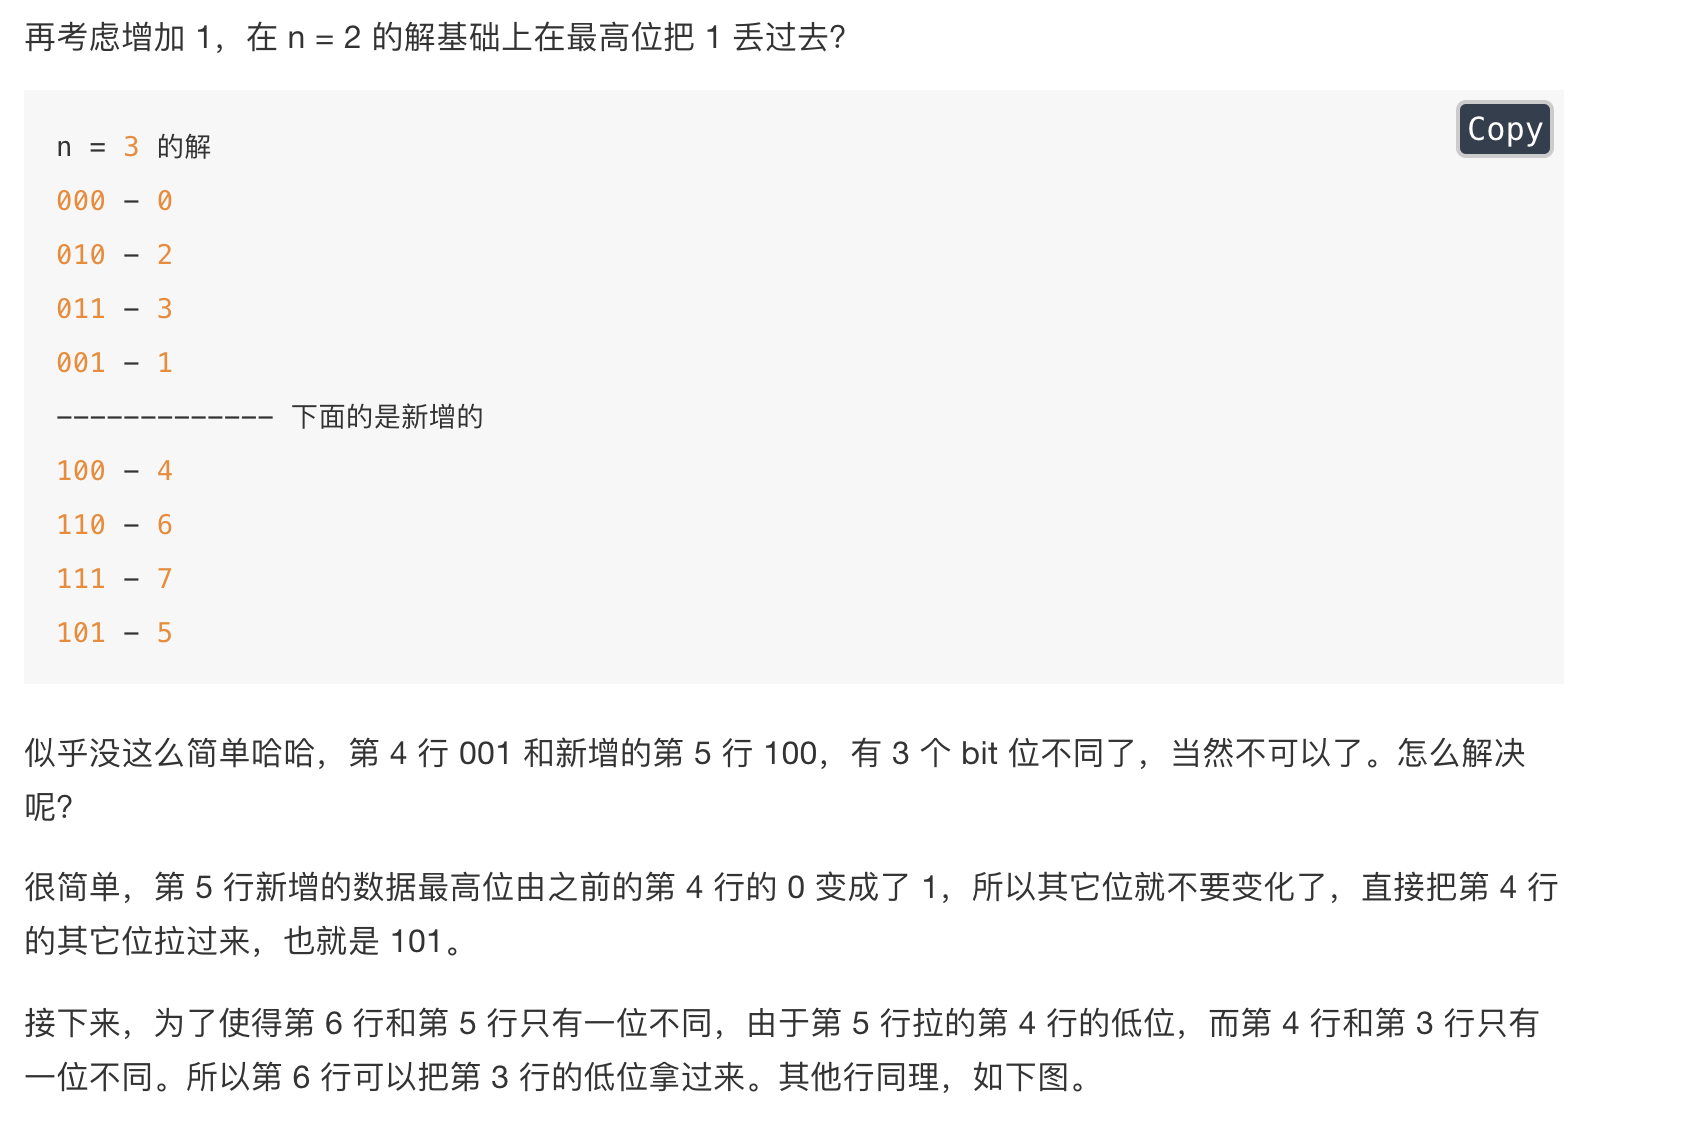 再考虑增加 1，在 n = 2 的解基础上在最高位把 1 丢过去?
Copy
n = 3 的解
000 - 0
010 - 2
011 - 3
001 - 1
------------- 下面的是新增的
100 - 4
110 - 6
111 - 7
101 - 5
似乎没这么简单哈哈，第 4 行 001 和新增的第 5 行 100，有 3 个 bit 位不同了，当然不可以了。怎么解决
呢?
很简单，第 5 行新增的数据最高位由之前的第 4 行的 0 变成了 1，所以其它位就不要变化了，直接把第 4 行
的其它位拉过来，也就是 101。
接下来，为了使得第 6 行和第 5 行只有一位不同，由于第 5 行拉的第 4 行的低位，而第 4 行和第 3 行只有
一位不同。所以第 6 行可以把第 3 行的低位拿过来。其他行同理，如下图。